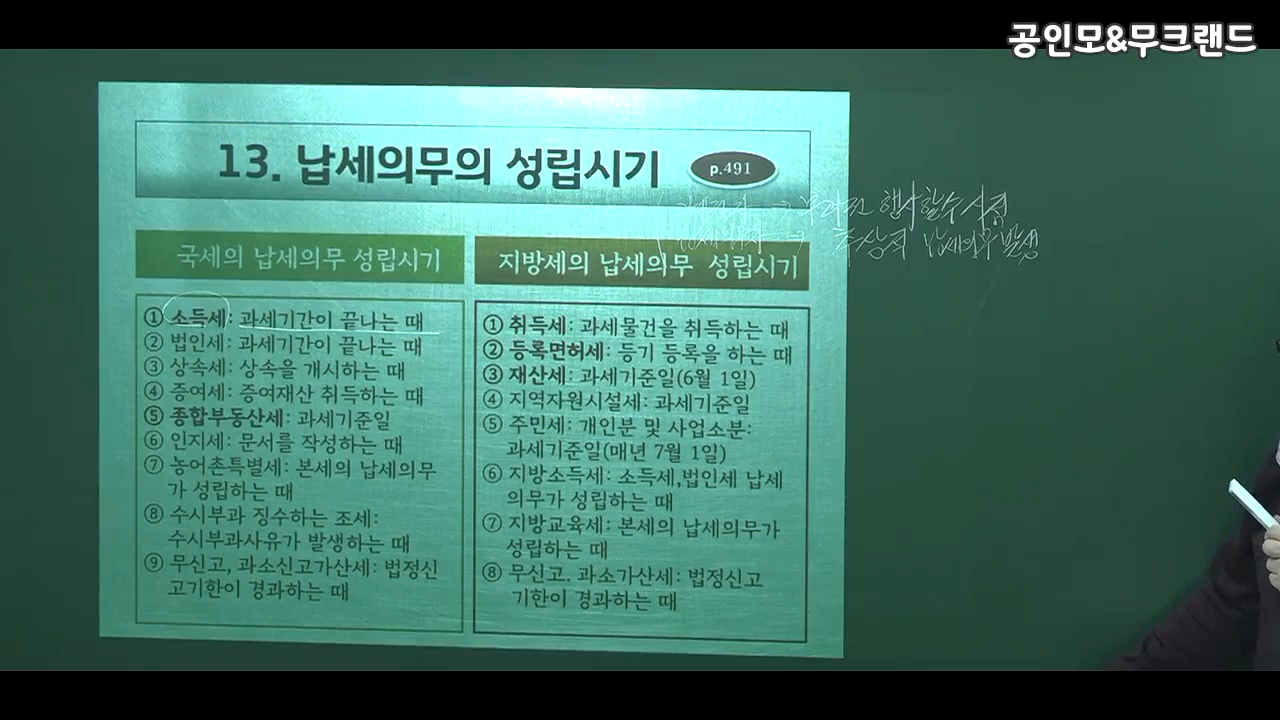 공인모&무크랜드
13. 납세의무의 성립시기
p.491
행사할수 시점
추상적 납세의무 발생
국세의 납세의무 성립시기
① 소득세: 과세기간이 끝나는 때
② 법인세: 과세기간이 끝나는 때
③ 상속세: 상속을 개시하는 때
④ 증여세: 증여재산 취득하는 때
⑤ 종합부동산세: 과세기준일
⑥ 인지세: 문서를 작성하는 때
⑦ 농어촌특별세: 본세의 납세의무
가 성립하는 때
⑧ 수시부과 징수하는 조세:
수시부과사유가 발생하는 때
⑨ 무신고, 과소신고가산세: 법정신
고기한이 경과하는 때
지방세의 납세의무 성립시기
① 취득세: 과세물건을 취득하는 때
② 등록면허세: 등기 등록을 하는 때
③ 재산세: 과세기준일(6월 1일)
④ 지역자원시설세: 과세기준일
⑤ 주민세: 개인분 및 사업소분:
과세기준일(매년 7월 1일)
⑥ 지방소득세: 소득세,법인세 납세
의무가 성립하는 때
⑦ 지방교육세: 본세의 납세의무가
성립하는 때
⑧ 무신고. 과소가산세: 법정신고
기한이 경과하는 때